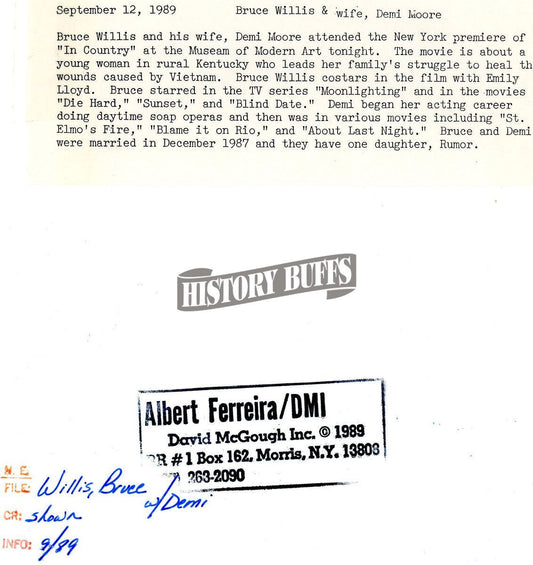 September 12, 1989 Bruce Willis & wife, Demi Moore
Bruce Willis and his wife, Demi Moore attended the New York premiere of
"In Country" at the Museam of Modern Art tonight. The movie is about a
young woman in rural Kentucky who leads her family's struggle to heal th
wounds caused by Vietnam. Bruce Willis costars in the film with Emily
Lloyd. Bruce starred in the TV series "Moonlighting" and in the movies
"Die Hard," "Sunset," and "Blind Date." Demi began her acting career
doing daytime soap operas and then was in various movies including "St.
Elmo's Fire," "Blame it on Rio," and "About Last Night." Bruce and Demi
were married in December 1987 and they have one daughter, Rumor.
HISTORY BUFFS
Albert Ferreira/DMI
David McGough Inc. © 1989
RR #1 Box 162, Morris, N.Y. 13808
263-2090
N.E.
FILE: Willis, Bruce
w/Demi
CR: shown
INFO: 9/89